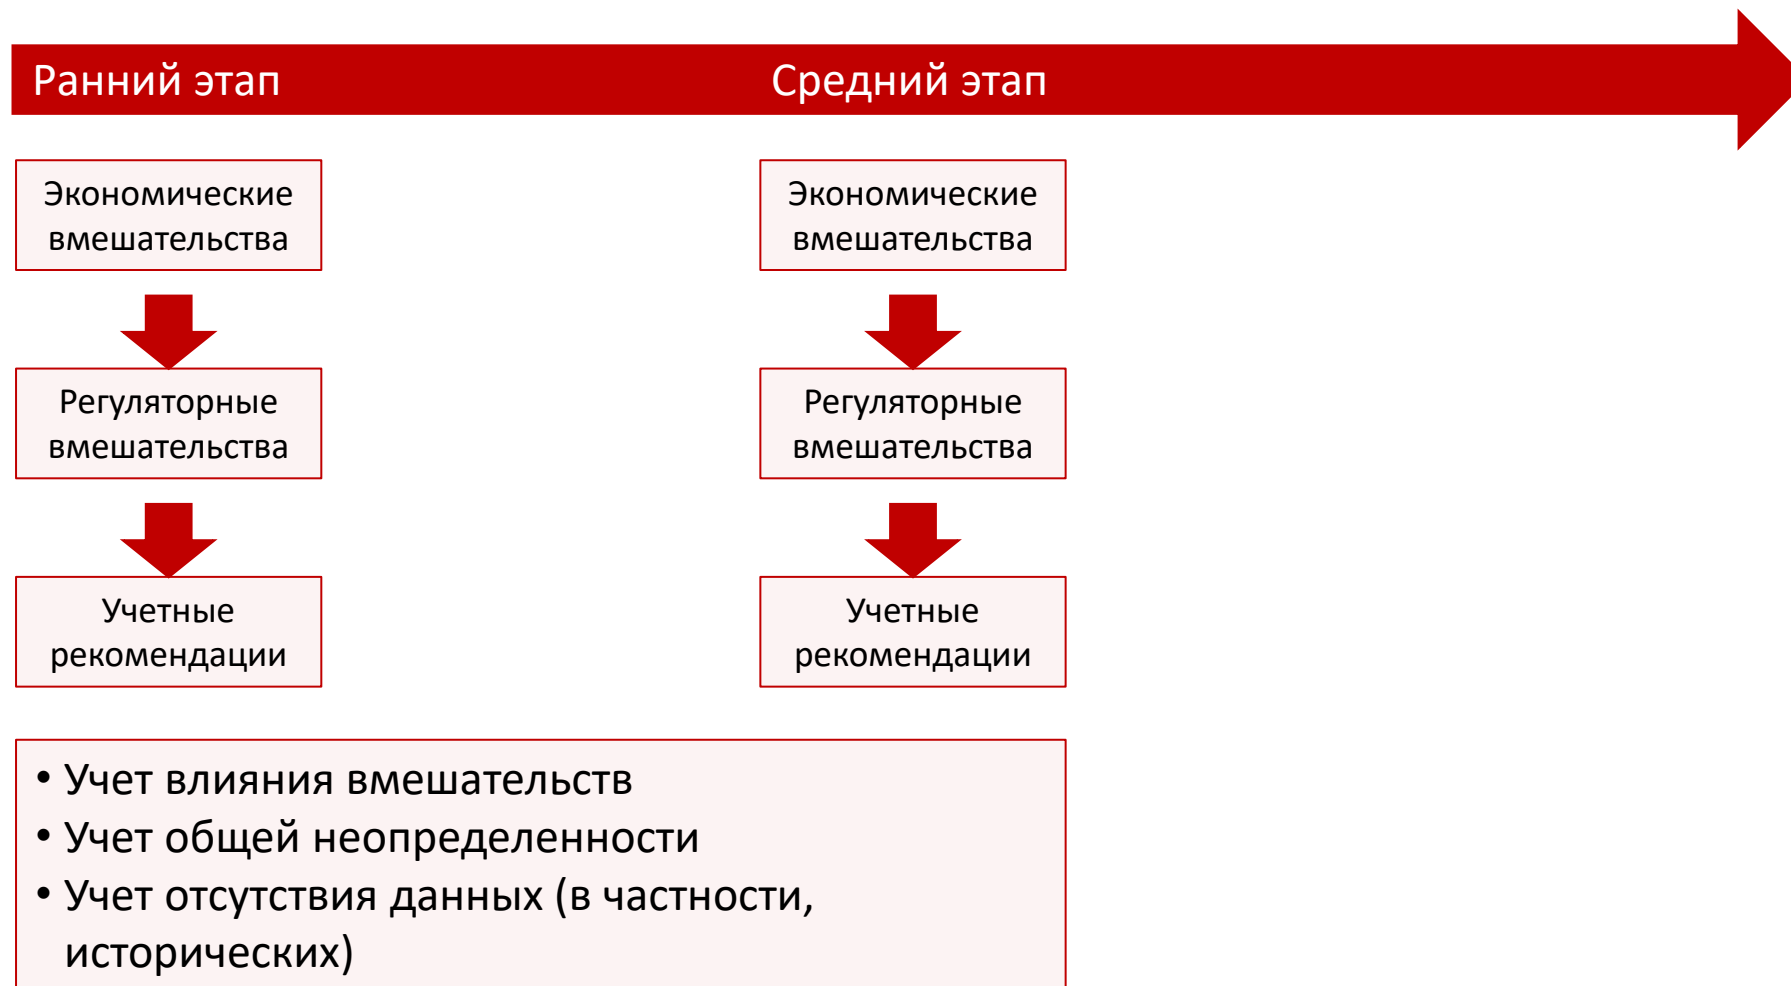 Ранний этап
Средний этап
Экономические
вмешательства
Регуляторные
вмешательства
Учетные
рекомендации
Экономические
вмешательства
Регуляторные
вмешательства
Учетные
рекомендации
• Учет влияния вмешательств
• Учет общей неопределенности
• Учет отсутствия данных (в частности,
исторических)